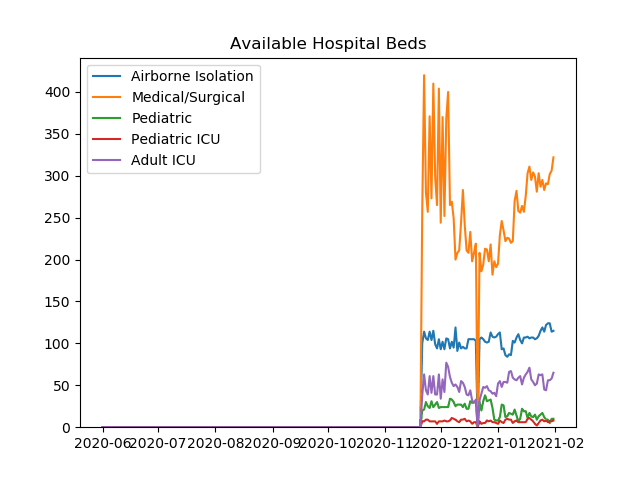 Available Hospital Beds
Airborne Isolation
Medical/Surgical
Pediatric
Pediatric ICU
Adult ICU
400
350
300
250
200
150
100
50
0
2020-06 2020-07 2020-08 2020-09 2020-10 2020-11 2020-12 2021-01 2021-02